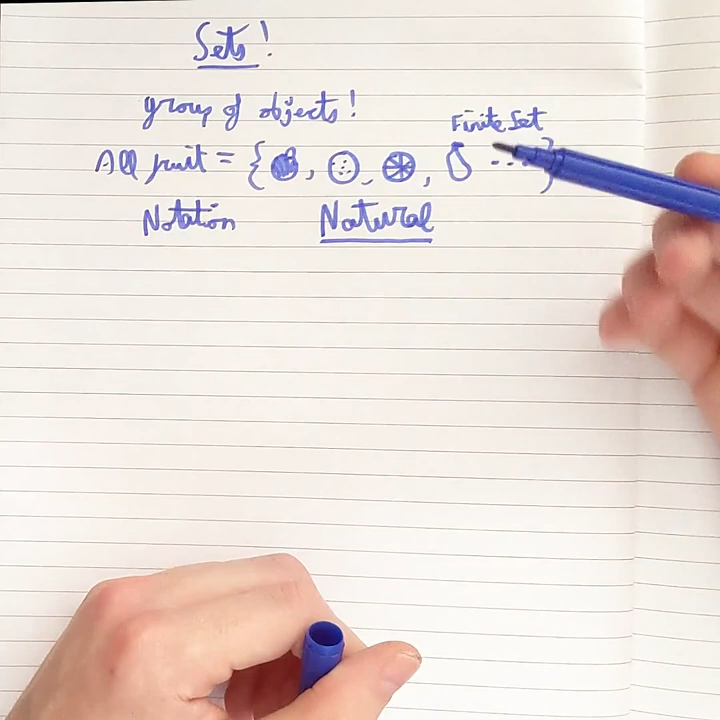 Sets!
group of objects!
Finite Set
All fruit = { , , , ... }
Notation Natural